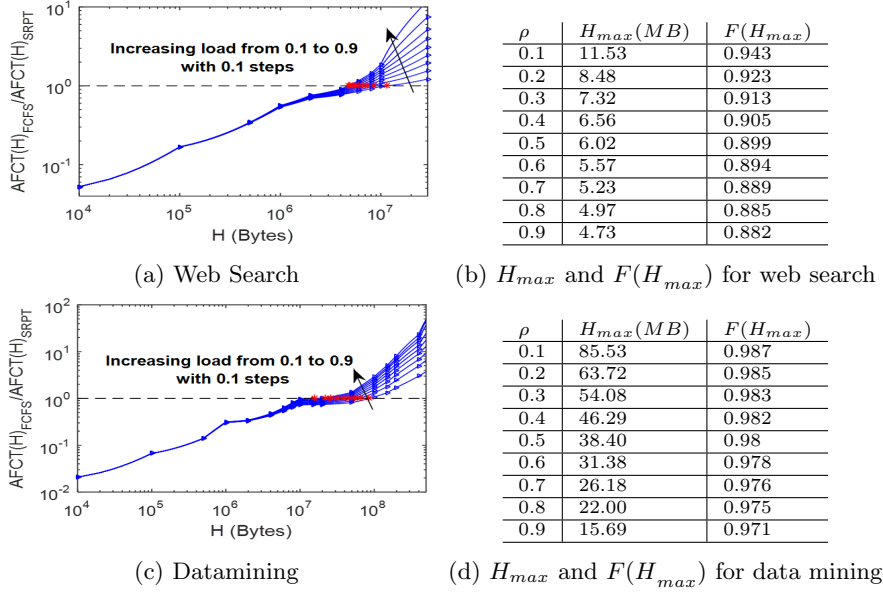 AFCT(H)FCFS/AFCT(H)SRPT
10^1
10^0
10^-1
Increasing load from 0.1 to 0.9
with 0.1 steps
10^4 10^5 10^6 10^7
H (Bytes)
(a) Web Search
ρ H_max(MB) F(H_max)
0.1 11.53 0.943
0.2 8.48 0.923
0.3 7.32 0.913
0.4 6.56 0.905
0.5 6.02 0.899
0.6 5.57 0.894
0.7 5.23 0.889
0.8 4.97 0.885
0.9 4.73 0.882
(b) H_max and F(H_max) for web search
AFCT(H)FCFS/AFCT(H)SRPT
10^2
10^1
10^0
10^-1
10^-2
Increasing load from 0.1 to 0.9
with 0.1 steps
10^4 10^5 10^6 10^7 10^8
H (Bytes)
(c) Datamining
ρ H_max(MB) F(H_max)
0.1 85.53 0.987
0.2 63.72 0.985
0.3 54.08 0.983
0.4 46.29 0.982
0.5 38.40 0.98
0.6 31.38 0.978
0.7 26.18 0.976
0.8 22.00 0.975
0.9 15.69 0.971
(d) H_max and F(H_max) for data mining